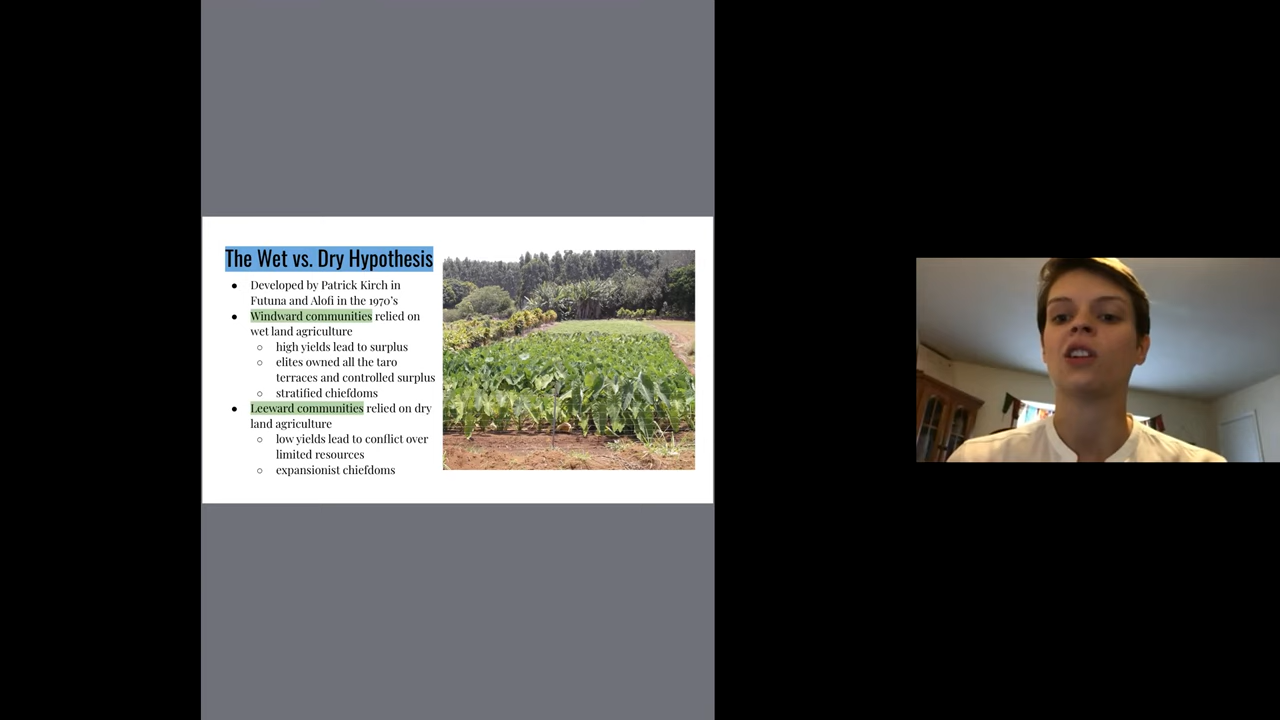 The Wet vs. Dry Hypothesis
● Developed by Patrick Kirch in
Futuna and Alofi in the 1970's
● Windward communities relied on
wet land agriculture
○ high yields lead to surplus
○ elites owned all the taro
terraces and controlled surplus
○ stratified chiefdoms
● Leeward communities relied on dry
land agriculture
○ low yields lead to conflict over
limited resources
○ expansionist chiefdoms